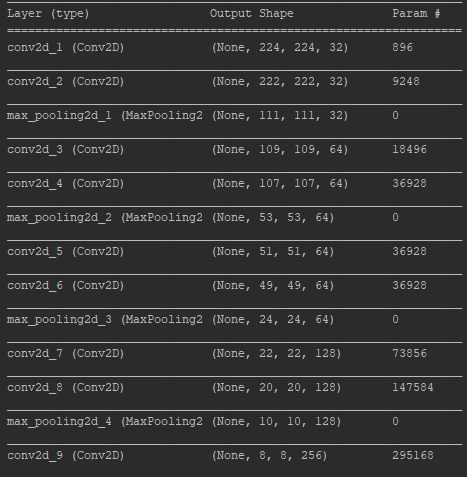 Layer (type) Output Shape Param #
conv2d_1 (Conv2D) (None, 224, 224, 32) 896
conv2d_2 (Conv2D) (None, 222, 222, 32) 9248
max_pooling2d_1 (MaxPooling2 (None, 111, 111, 32) 0
conv2d_3 (Conv2D) (None, 109, 109, 64) 18496
conv2d_4 (Conv2D) (None, 107, 107, 64) 36928
max_pooling2d_2 (MaxPooling2 (None, 53, 53, 64) 0
conv2d_5 (Conv2D) (None, 51, 51, 64) 36928
conv2d_6 (Conv2D) (None, 49, 49, 64) 36928
max_pooling2d_3 (MaxPooling2 (None, 24, 24, 64) 0
conv2d_7 (Conv2D) (None, 22, 22, 128) 73856
conv2d_8 (Conv2D) (None, 20, 20, 128) 147584
max_pooling2d_4 (MaxPooling2 (None, 10, 10, 128) 0
conv2d_9 (Conv2D) (None, 8, 8, 256) 295168